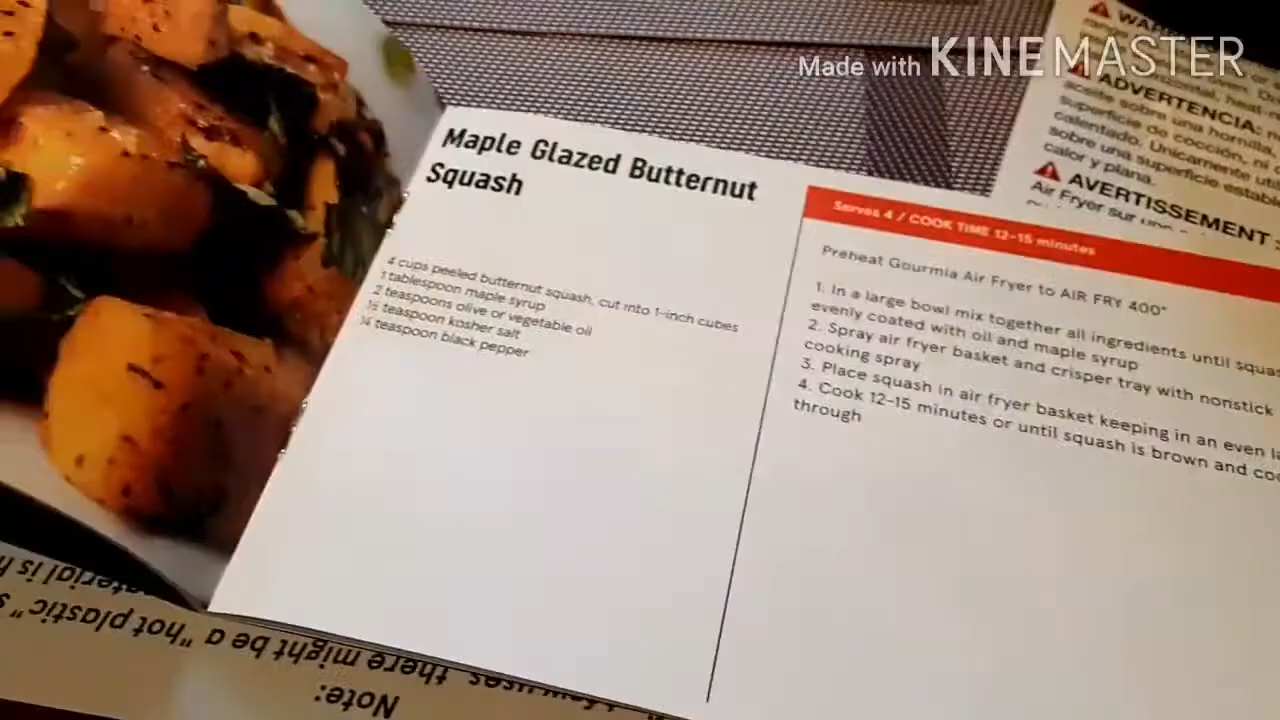 Made with KINEMASTER
Maple Glazed Butternut
Squash
4 cups peeled butternut squash, cut into 1-inch cubes
1 tablespoon maple syrup
2 teaspoons olive or vegetable oil
½ teaspoon kosher salt
¼ teaspoon black pepper
Serves 4 / COOK TIME 12-15 minutes
Preheat Gourmia Air Fryer to AIR FRY 400°
1. In a large bowl mix together all ingredients until
evenly coated with oil and maple syrup
2. Spray air fryer basket and crisper tray with nonstick
cooking spray
3. Place squash in air fryer basket keeping in an even
4. Cook 12-15 minutes or until squash is brown and
through
ADVERTENCIA:
aceite sobre una hornilla,
superficie de cocción, ni
calentado. Únicamente
sobre una superficie
calor y plana.
AVERTISSEMENT :
Air Fryer sur une
Note:
there might be a "hot plastic"
is